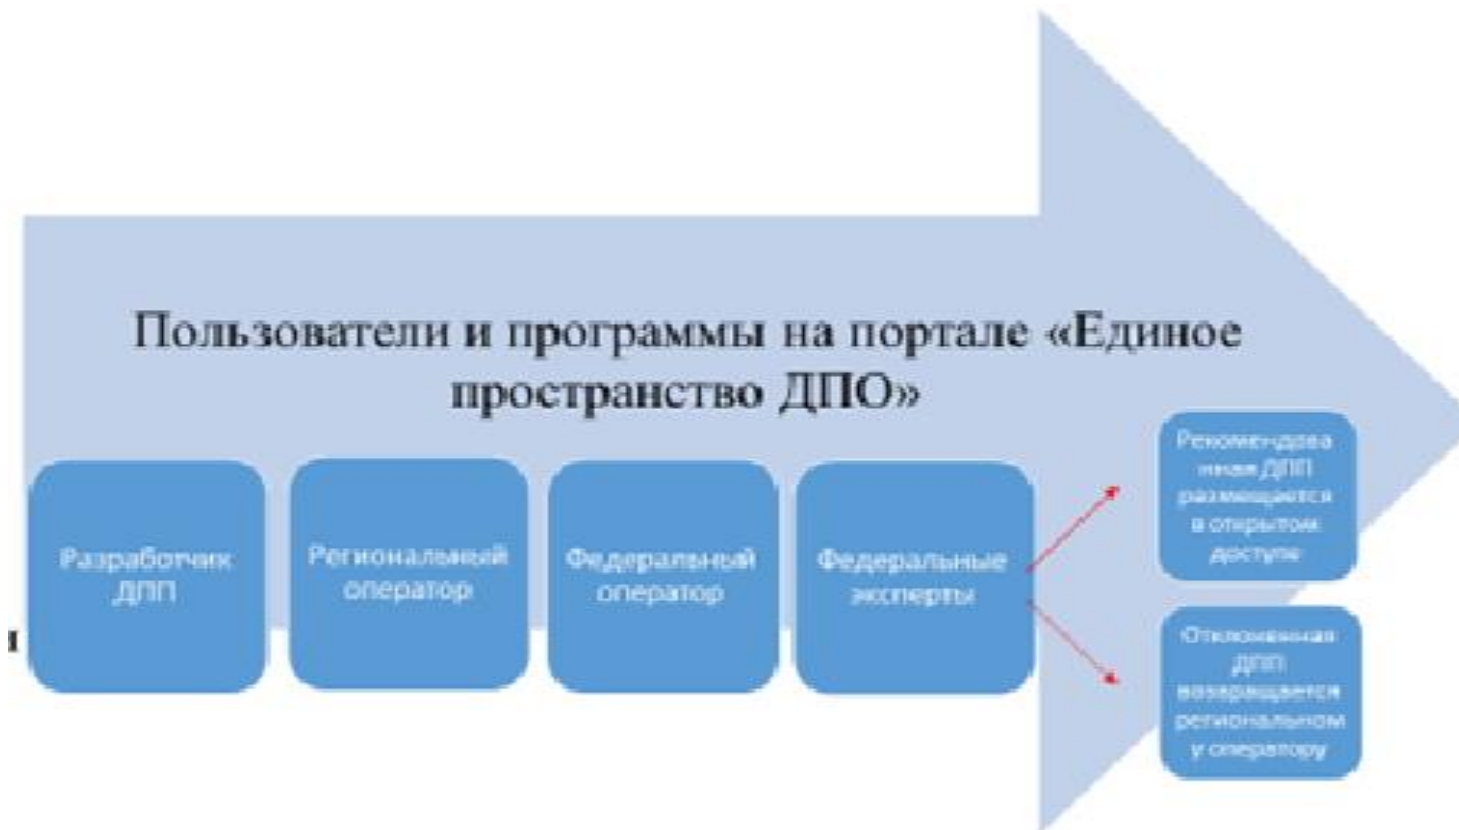 Пользователи и программы на портале «Единое
пространство ДПО»
Разработчик
ДПП
Региональный
оператор
Федеральный
оператор
Федеральные
эксперты
Рекомендова
нная ДПП
размещается
в открытом
доступе
Отклоненная
ДПП
возвращается
региональном
у оператору